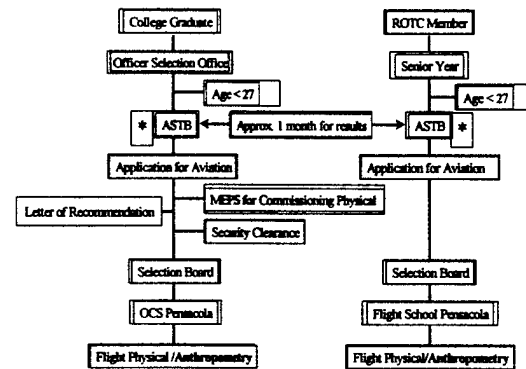 College Graduate
ROTC Member
Officer Selection Office
Senior Year
Age < 27
Age < 27
* ASTB
Approx. 1 month for results
ASTB *
Application for Aviation
Application for Aviation
MEPS for Commissioning Physical
Letter of Recommendation
Security Clearance
Selection Board
Selection Board
OCS Pensacola
Flight School Pensacola
Flight Physical /Anthropometry
Flight Physical/Anthropometry